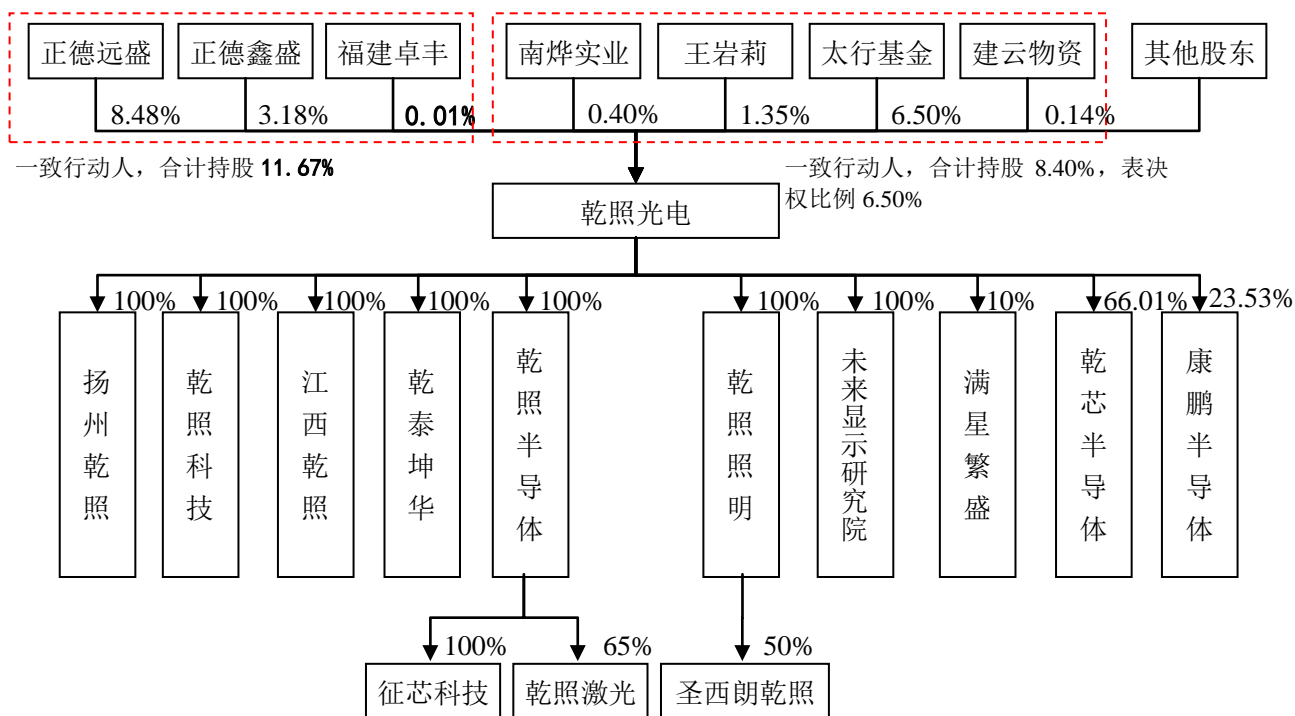 正德远盛
正德鑫盛
福建卓丰
南烨实业
王岩莉
太行基金
建云物资
其他股东
8.48%
3.18%
0.01%
0.40%
1.35%
6.50%
0.14%
一致行动人，合计持股 11.67%
一致行动人，合计持股 8.40%，表决
权比例 6.50%
乾照光电
100%
100%
100%
100%
100%
100%
100%
10%
66.01%
23.53%
扬州乾照
乾照科技
江西乾照
乾泰坤华
乾照半导体
乾照照明
未来显示研究院
满星繁盛
乾芯半导体
康鹏半导体
100%
65%
50%
征芯科技
乾照激光
圣西朗乾照